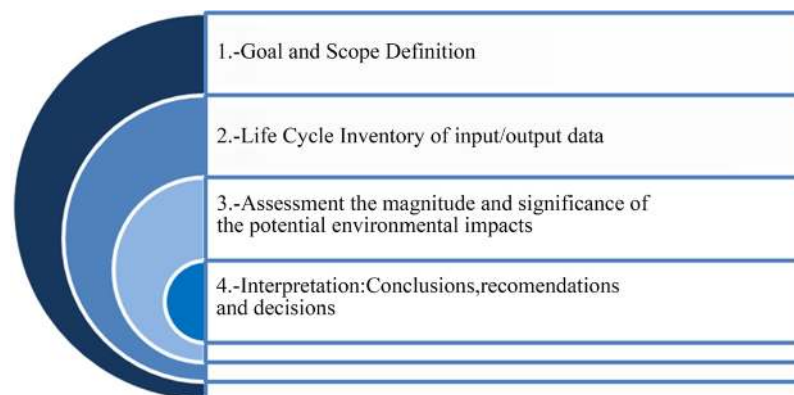 1.-Goal and Scope Definition
2.-Life Cycle Inventory of input/output data
3.-Assessment the magnitude and significance of
the potential environmental impacts
4.-Interpretation:Conclusions,recomendations
and decisions